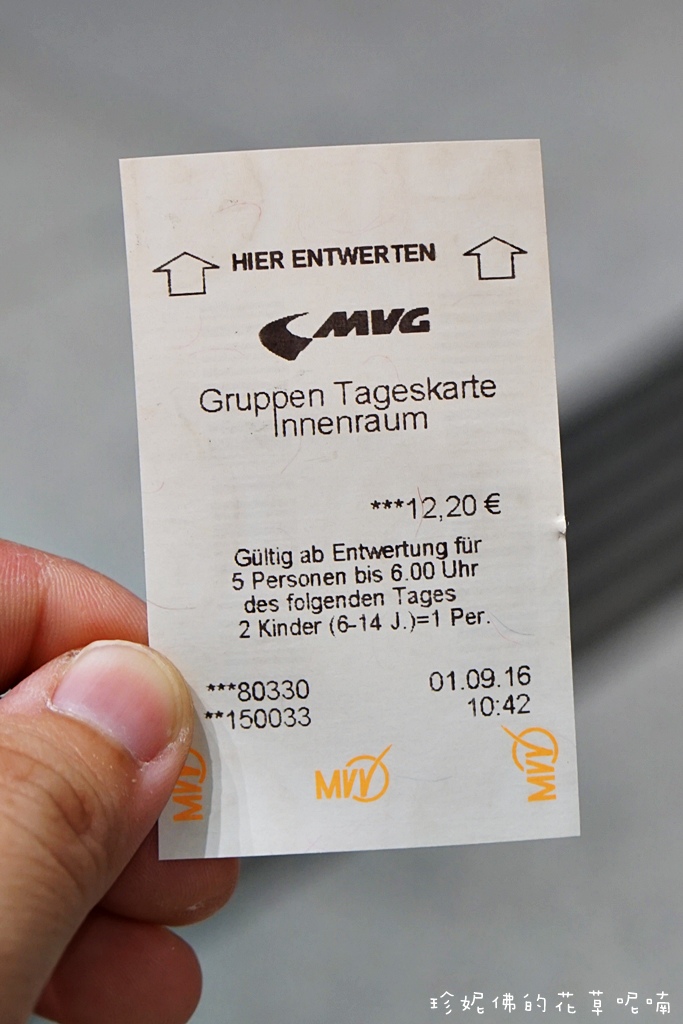 HIER ENTWERTEN
MVG
Gruppen Tageskarte
Innenraum
***12,20 €
Gültig ab Entwertung für
5 Personen bis 6.00 Uhr
des folgenden Tages
2 Kinder (6-14 J.)=1 Per.
***80330 01.09.16
**150033 10:42
MVV MVV MVV
珍妮佛的花草呢喃